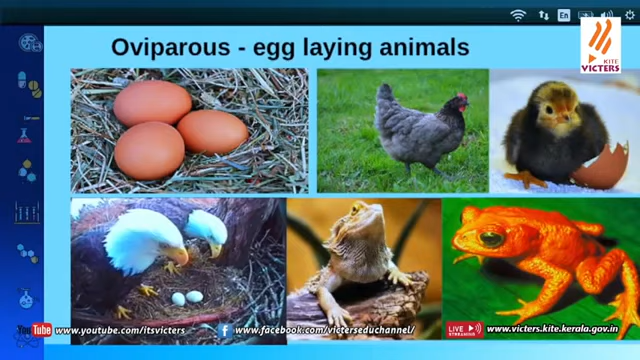 En
KITE
VICTERS
Oviparous - egg laying animals
YouTube www.youtube.com/itsvicters
f www.facebook.com/victerseduchannel/
LIVE STREAMING www.victers.kite.kerala.gov.in